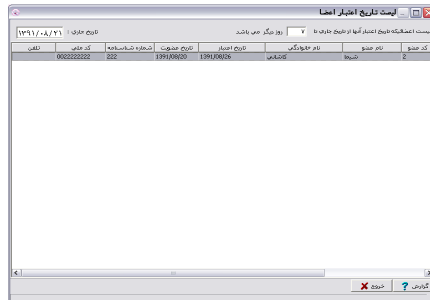 لیست تاریخ اعتبار اعضا
لیست اعضائیکه تاریخ اعتبار آنها از تاریخ جاری تا ۷ روز دیگر می باشد تاریخ جاری : ۱۳۹۱/۰۸/۲۱
کد عضو نام عضو نام خانوادگی تاریخ اعتبار تاریخ عضویت شماره شناسنامه کد ملی تلفن
2 شیما کاشانی 1391/08/26 1391/08/20 222 0022222222
گزارش ? خروج